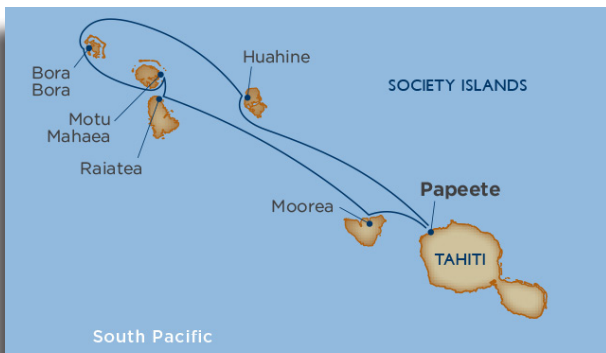 Huahine
Bora
Bora
SOCIETY ISLANDS
Motu
Mahaea
Raiatea
Papeete
Moorea
TAHITI
South Pacific